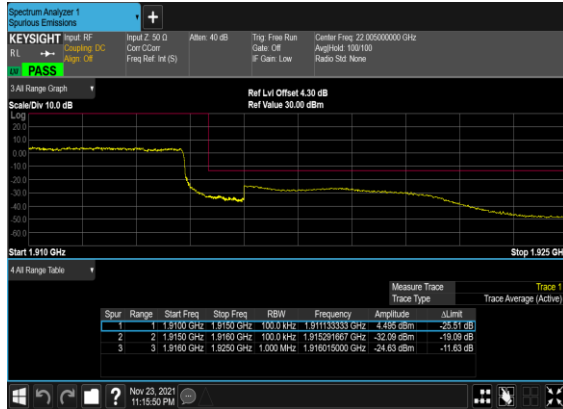 Spectrum Analyzer 1
Spurious Emissions
+
KEYSIGHT Input: RF Input Z: 50 Ω Atten: 40 dB Trig: Free Run Center Freq: 22.005000000 GHz
RL Coupling: DC Corr CCorr Gate: Off Avg|Hold: 100/100
Align: Off Freq Ref: Int (S) IF Gain: Low Radio Std: None
PASS
3 All Range Graph
Ref Lvl Offset 4.30 dB
Scale/Div 10.0 dB Ref Value 30.00 dBm
Log
20.0
10.0
0.00
-10.0
-20.0
-30.0
-40.0
-50.0
-60.0
Start 1.910 GHz Stop 1.925 GH
4 All Range Table
Measure Trace Trace 1
Trace Type Trace Average (Active)
Spur Range Start Freq Stop Freq RBW Frequency Amplitude ΔLimit
1 1 1.9100 GHz 1.9150 GHz 100.0 kHz 1.911133333 GHz 4.495 dBm -25.51 dB
2 2 1.9150 GHz 1.9160 GHz 100.0 kHz 1.915291667 GHz -32.09 dBm -19.09 dB
3 3 1.9160 GHz 1.9250 GHz 1.000 MHz 1.916015000 GHz -24.63 dBm -11.63 dB
? Nov 23, 2021
11:15:50 PM